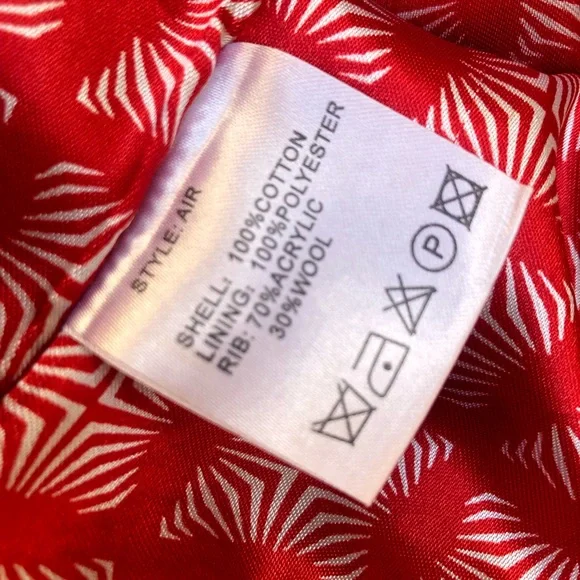 STYLE: AIR
SHELL: 100%COTTON
LINING: 100%POLYESTER
RIB: 70%ACRYLIC
30%WOOL
P